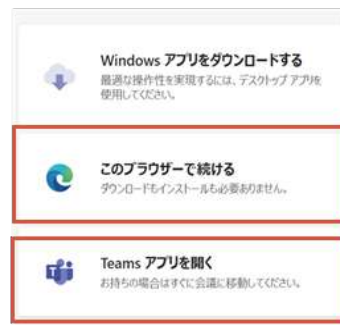 Windows アプリをダウンロードする
最適な操作性を実現するには、デスクトップ アプリを
使用してください。
このブラウザーで続ける
ダウンロードもインストールも必要ありません。
Teams アプリを開く
お持ちの場合はすぐに会議に移動してください。